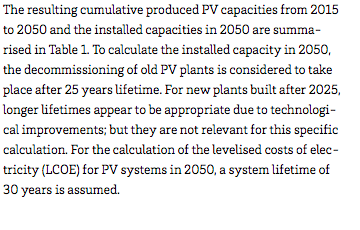 The resulting cumulative produced PV capacities from 2015
to 2050 and the installed capacities in 2050 are summa-
rised in Table 1. To calculate the installed capacity in 2050,
the decommissioning of old PV plants is considered to take
place after 25 years lifetime. For new plants built after 2025,
longer lifetimes appear to be appropriate due to technologi-
cal improvements; but they are not relevant for this specific
calculation. For the calculation of the levelised costs of elec-
tricity (LCOE) for PV systems in 2050, a system lifetime of
30 years is assumed.